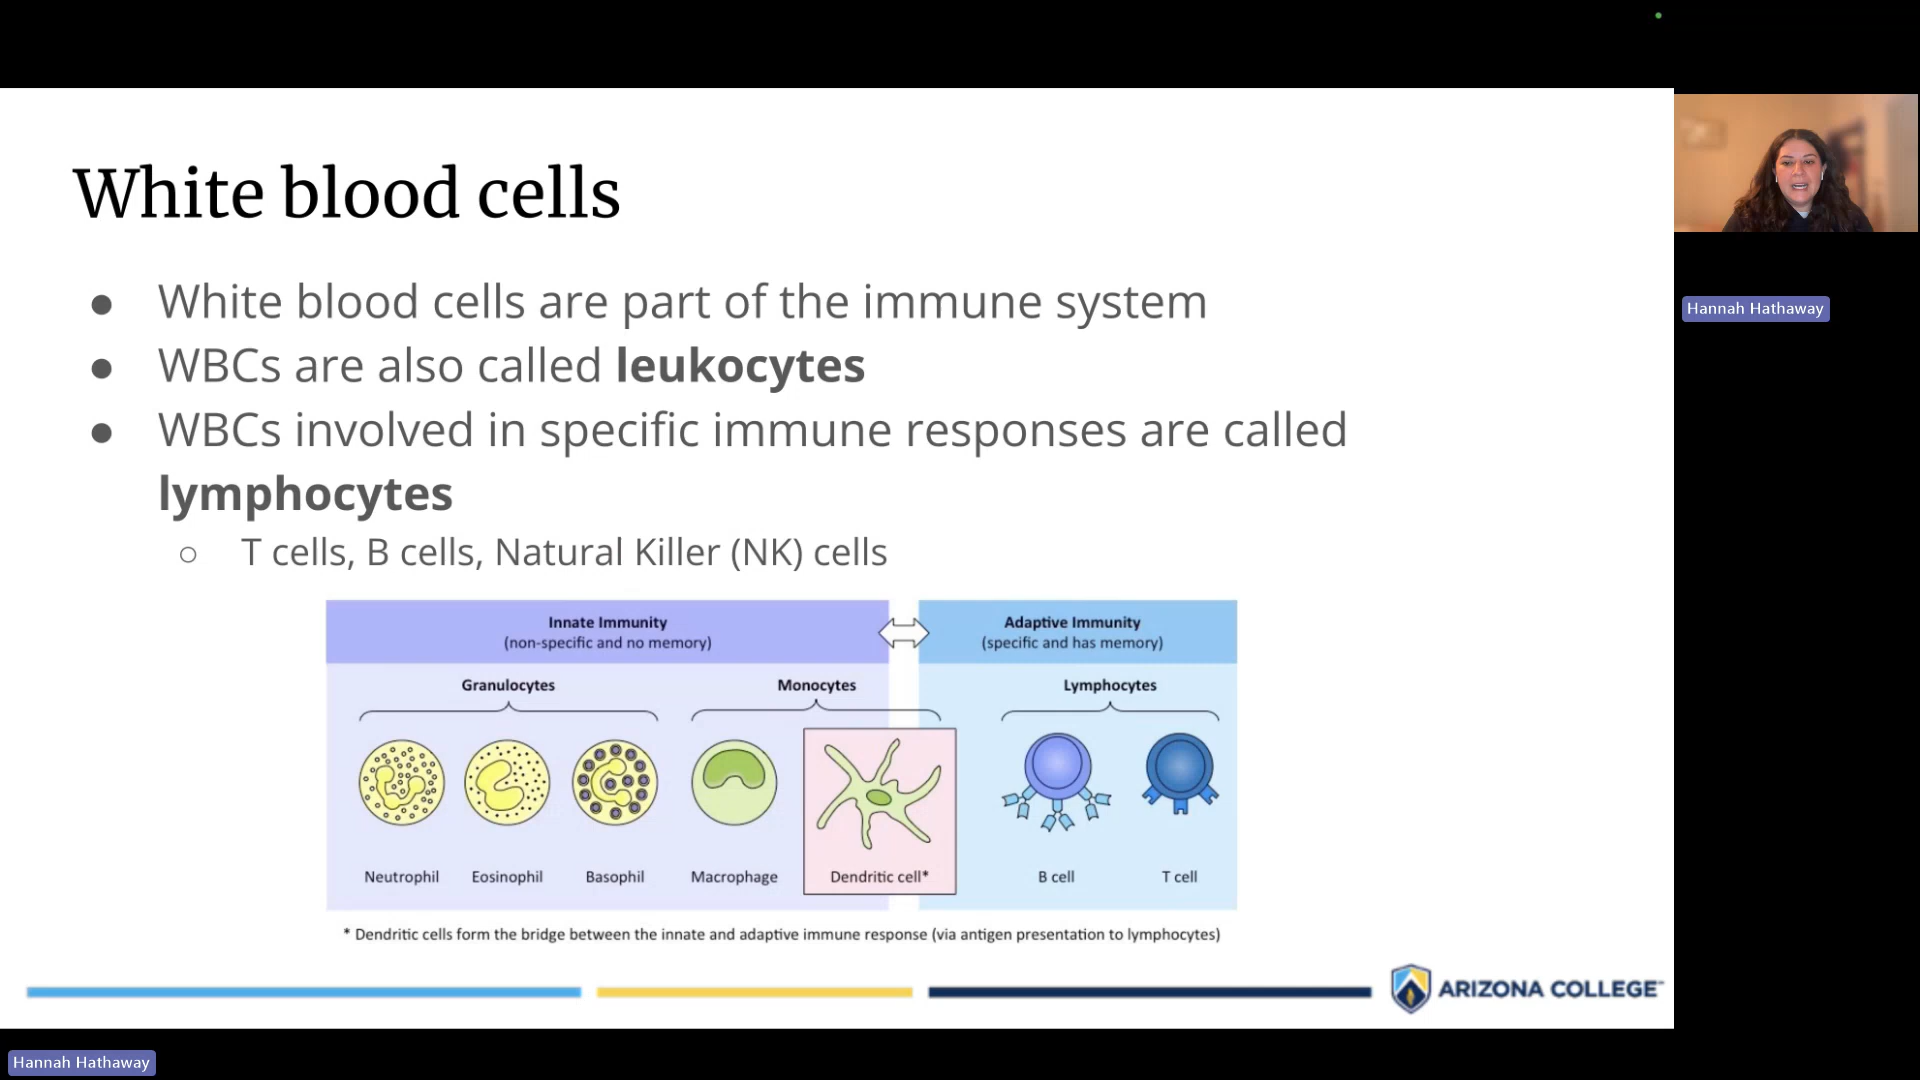 White blood cells
● White blood cells are part of the immune system
● WBCs are also called leukocytes
● WBCs involved in specific immune responses are called
lymphocytes
○ T cells, B cells, Natural Killer (NK) cells
Innate Immunity
(non-specific and no memory)
Adaptive Immunity
(specific and has memory)
Granulocytes
Monocytes
Lymphocytes
Neutrophil
Eosinophil
Basophil
Macrophage
Dendritic cell*
B cell
T cell
* Dendritic cells form the bridge between the innate and adaptive immune response (via antigen presentation to lymphocytes)
ARIZONA COLLEGE
Hannah Hathaway
Hannah Hathaway